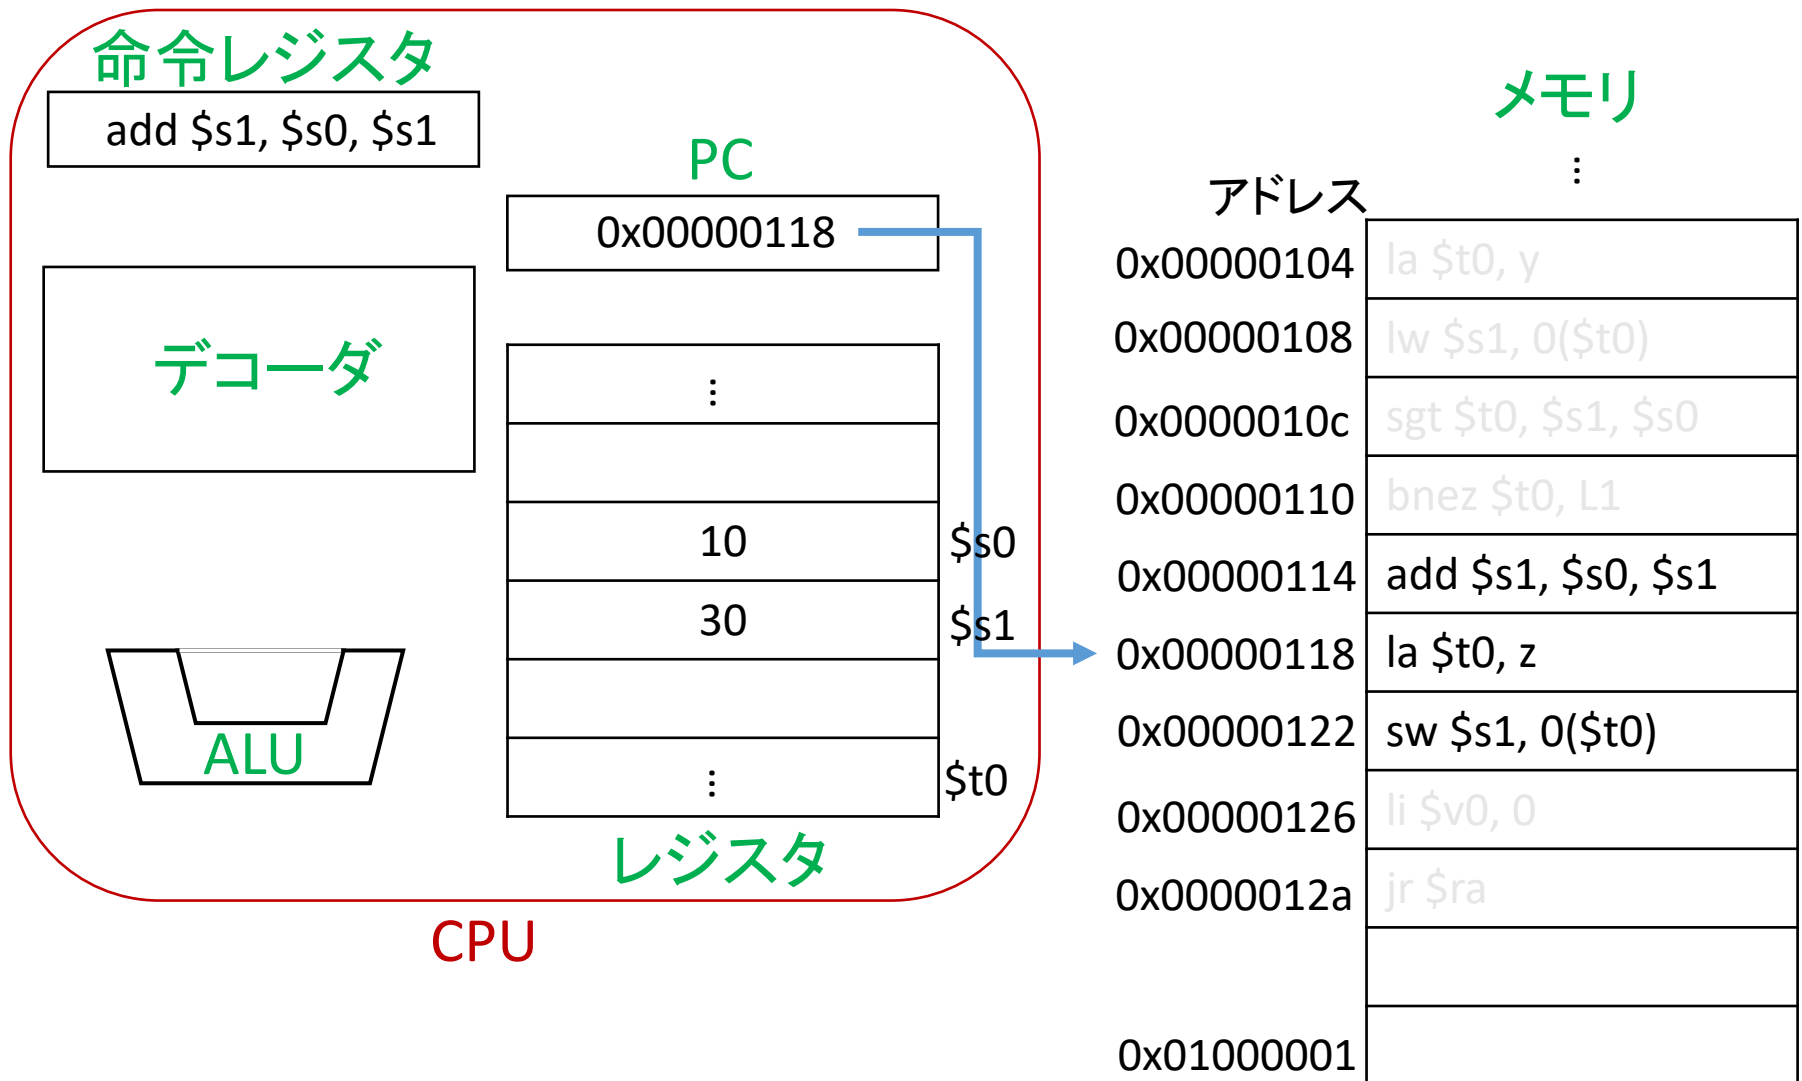 命令レジスタ
add $s1, $s0, $s1
PC
0x00000118
デコーダ
⋮
10 $s0
30 $s1
⋮ $t0
ALU
レジスタ
CPU
メモリ
⋮
アドレス
0x00000104 la $t0, y
0x00000108 lw $s1, 0($t0)
0x0000010c sgt $t0, $s1, $s0
0x00000110 bnez $t0, L1
0x00000114 add $s1, $s0, $s1
0x00000118 la $t0, z
0x00000122 sw $s1, 0($t0)
0x00000126 li $v0, 0
0x0000012a jr $ra
0x01000001